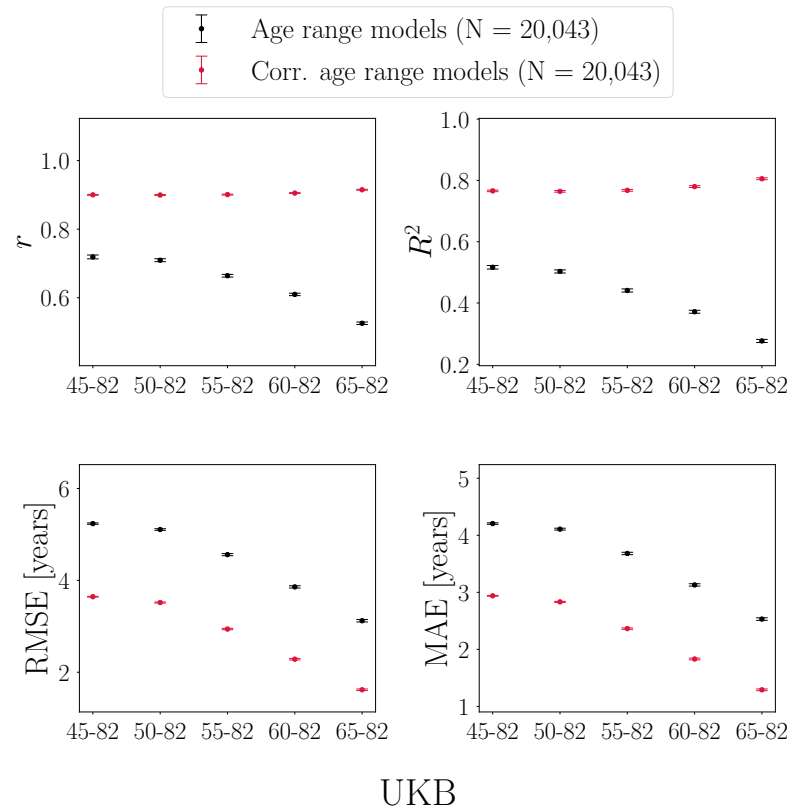 Age range models (N = 20,043)
Corr. age range models (N = 20,043)
r
1.0
0.8
0.6
45-82 50-82 55-82 60-82 65-82
R²
1.0
0.8
0.6
0.4
0.2
45-82 50-82 55-82 60-82 65-82
RMSE [years]
6
4
2
45-82 50-82 55-82 60-82 65-82
MAE [years]
5
4
3
2
1
45-82 50-82 55-82 60-82 65-82
UKB